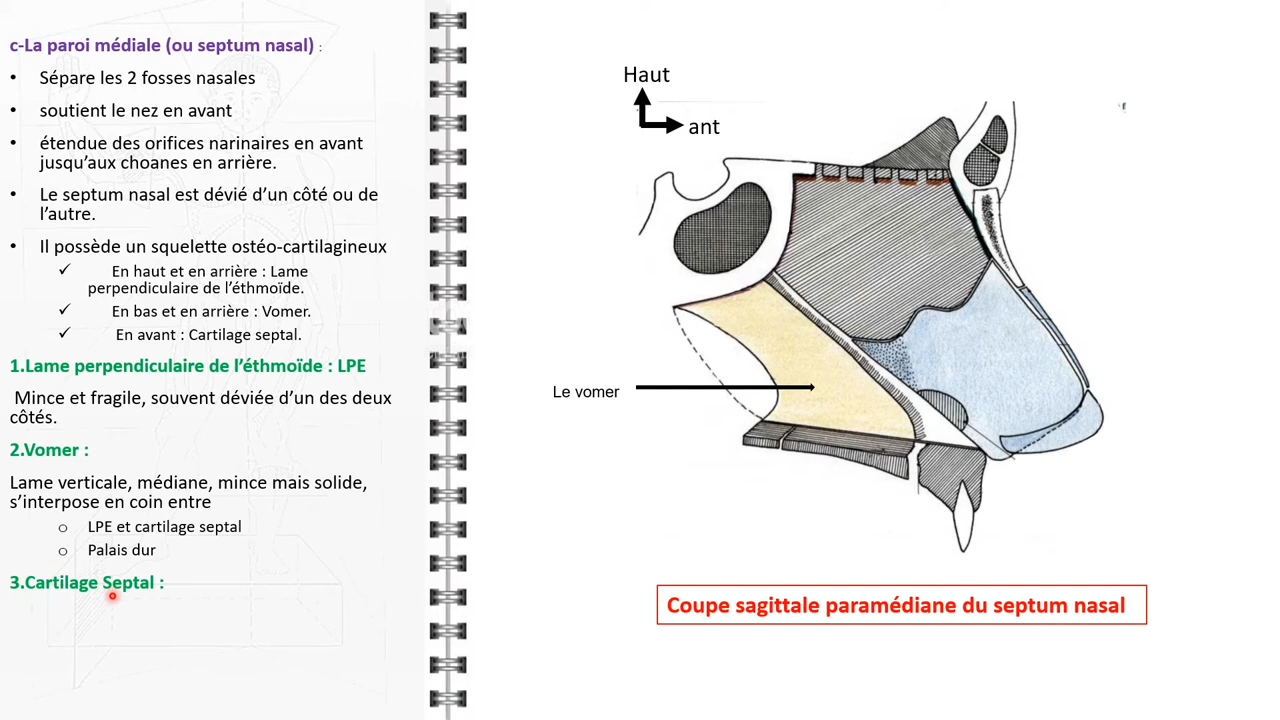 c-La paroi médiale (ou septum nasal) :
• Sépare les 2 fosses nasales
• soutient le nez en avant
• étendue des orifices narinaires en avant
jusqu’aux choanes en arrière.
• Le septum nasal est dévié d’un côté ou de
l’autre.
• Il possède un squelette ostéo-cartilagineux
✓ En haut et en arrière : Lame
perpendiculaire de l’éthmoïde.
✓ En bas et en arrière : Vomer.
✓ En avant : Cartilage septal.
1.Lame perpendiculaire de l’éthmoïde : LPE
Mince et fragile, souvent déviée d’un des deux
côtés.
2.Vomer :
Lame verticale, médiane, mince mais solide,
s’interpose en coin entre
o LPE et cartilage septal
o Palais dur
3.Cartilage Septal :
Haut
ant
Le vomer
Coupe sagittale paramédiane du septum nasal